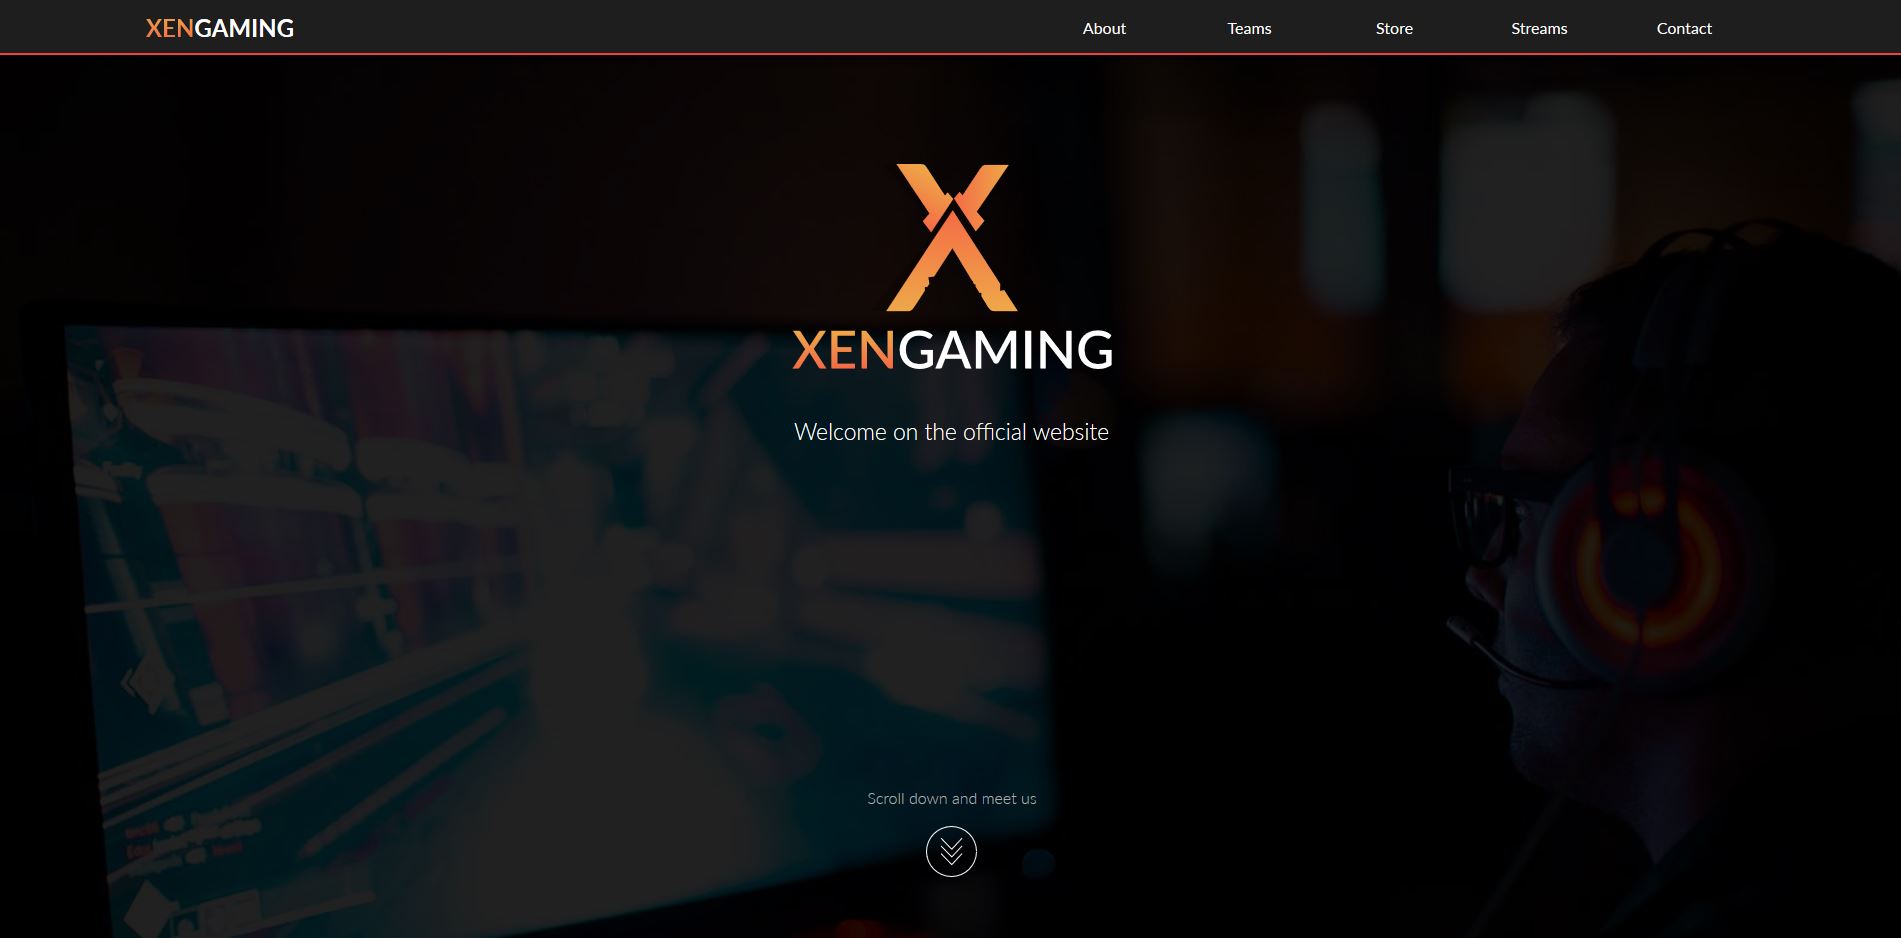 XENGAMING
About
Teams
Store
Streams
Contact
XENGAMING
Welcome on the official website
Scroll down and meet us